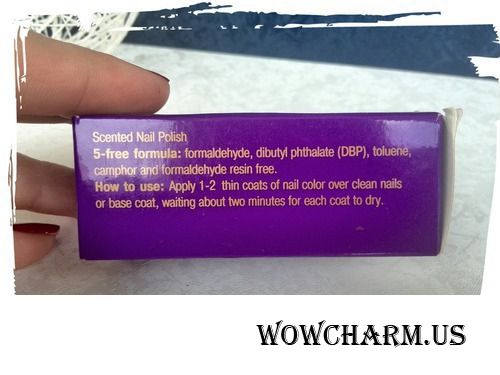 Scented Nail Polish
5-free formula: formaldehyde, dibutyl phthalate (DBP), toluene,
camphor and formaldehyde resin free.
How to use: Apply 1-2 thin coats of nail color over clean nails
or base coat, waiting about two minutes for each coat to dry.
WOWCHARM.US